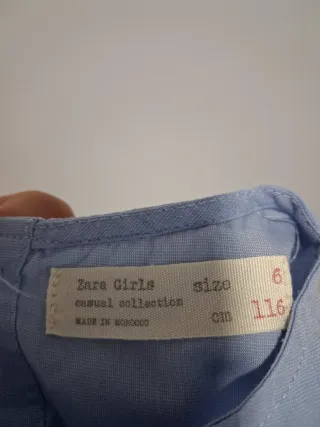 Zara Girls size 6
casual collection
MADE IN MOROCCO cm 116